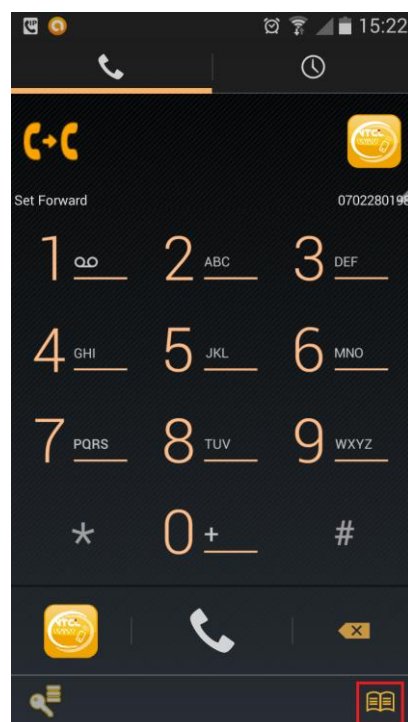 15:22
Set Forward 0702280198
1 2 ABC 3 DEF
4 GHI 5 JKL 6 MNO
7 PQRS 8 TUV 9 WXYZ
* 0 + #